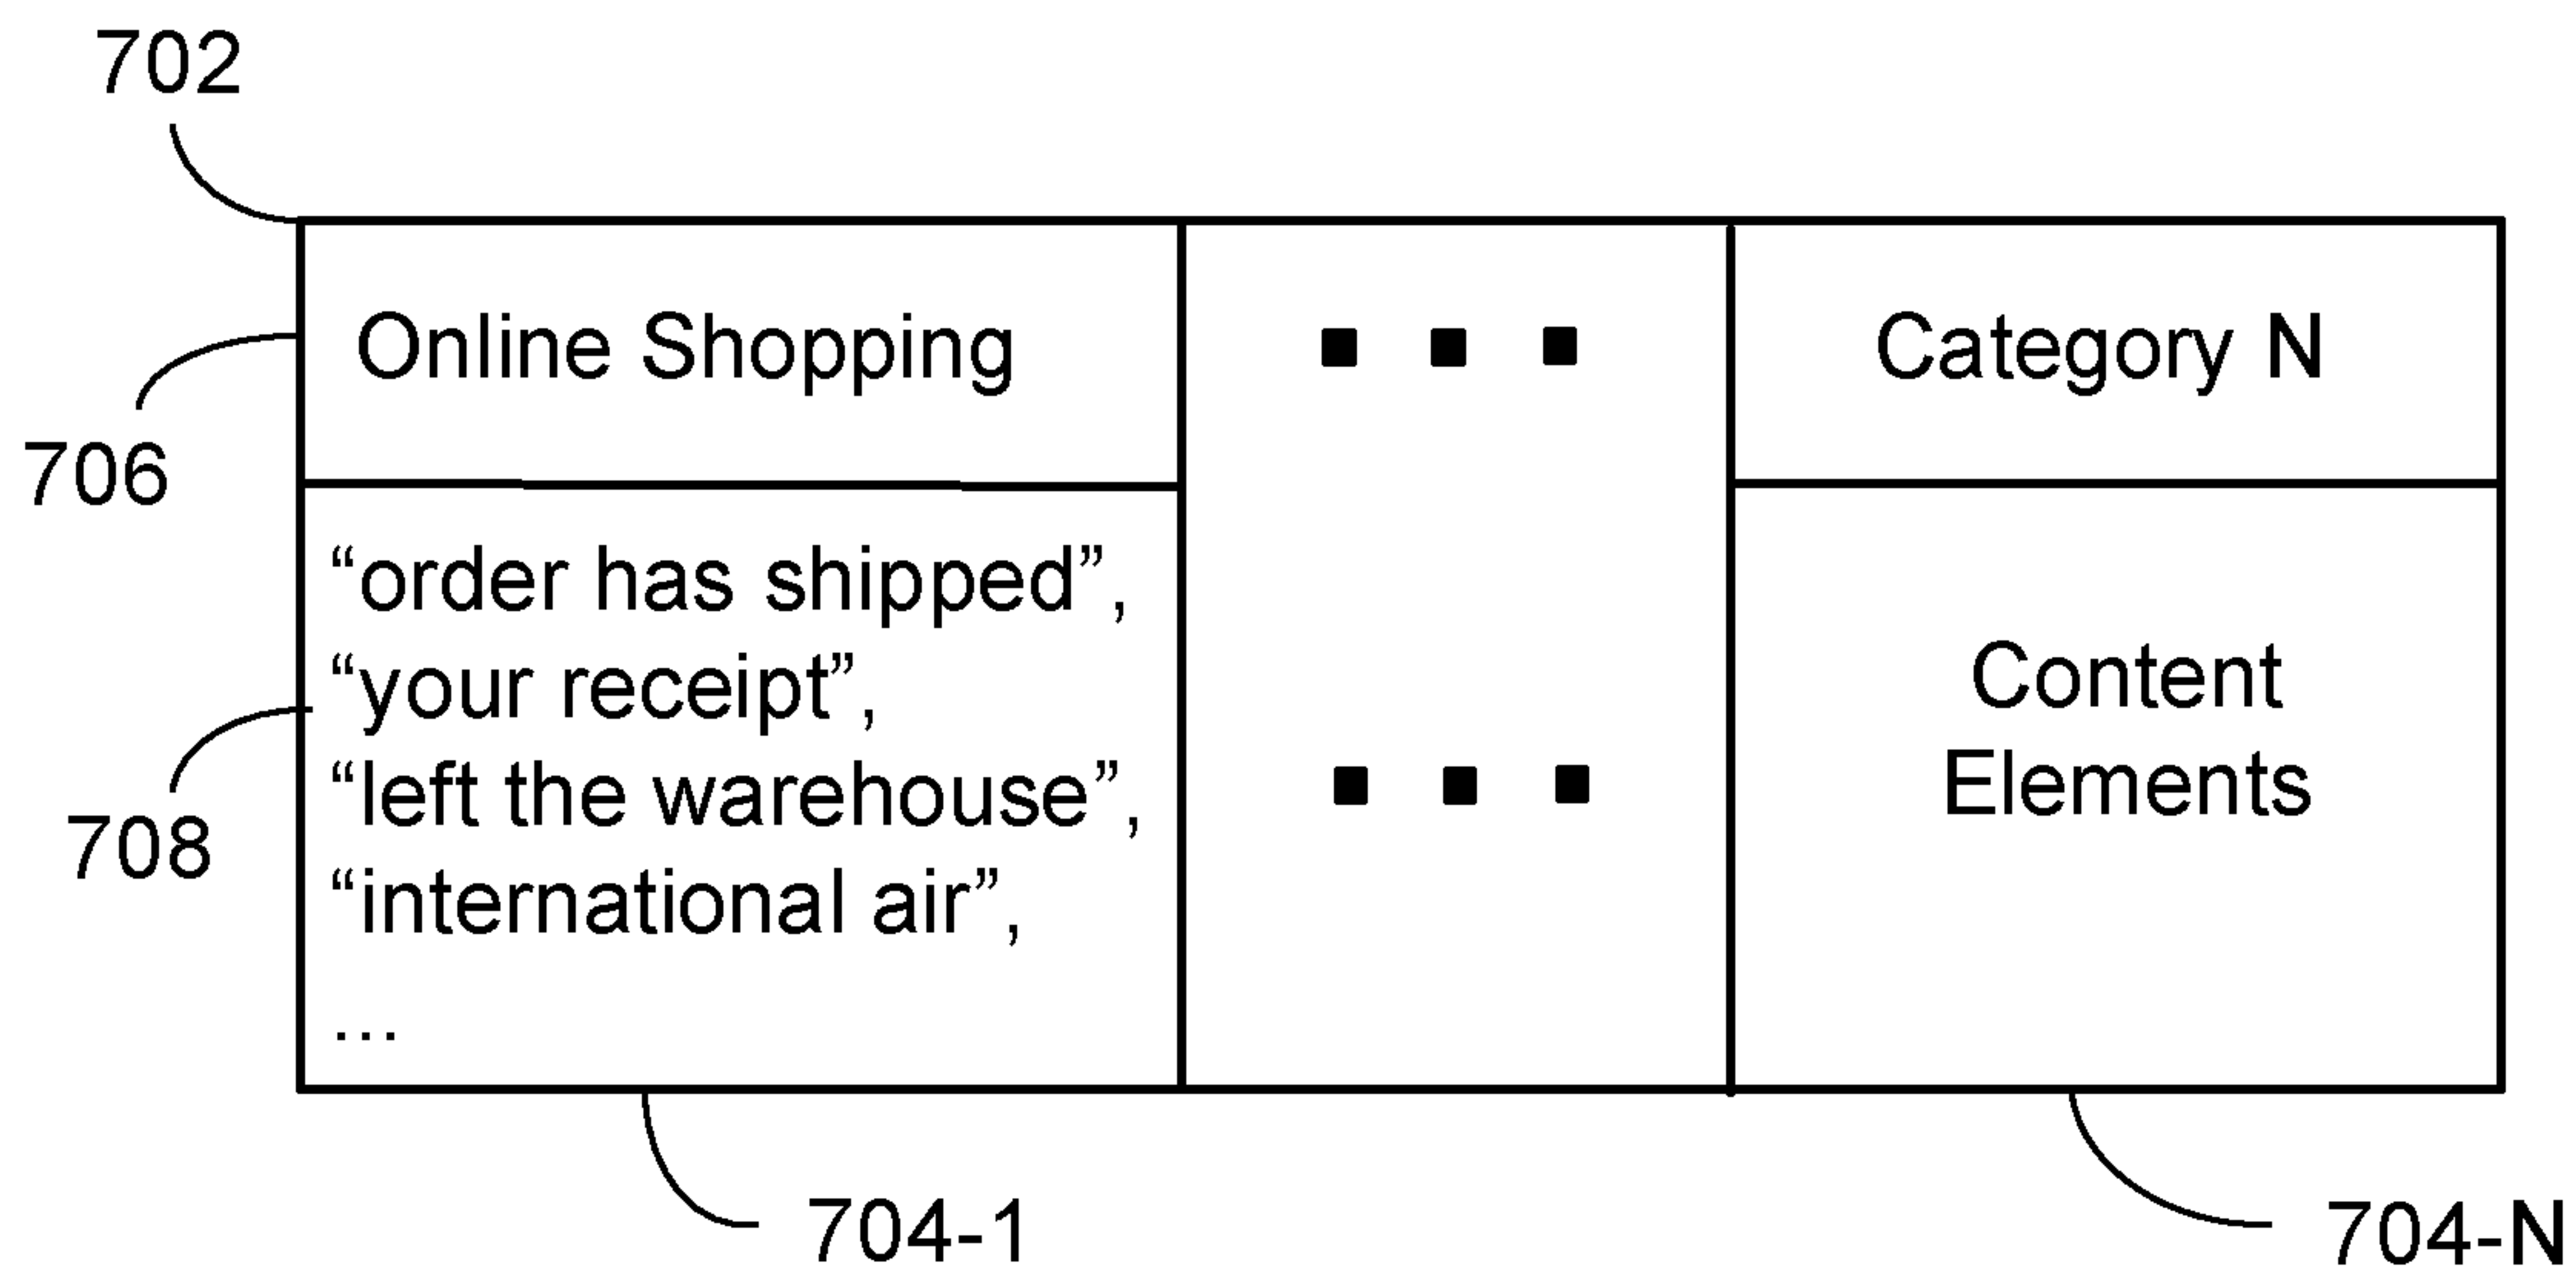 702
706
Online Shopping
Category N
“order has shipped”,
“your receipt”,
“left the warehouse”,
“international air”,
...
708
Content
Elements
704-1
704-N